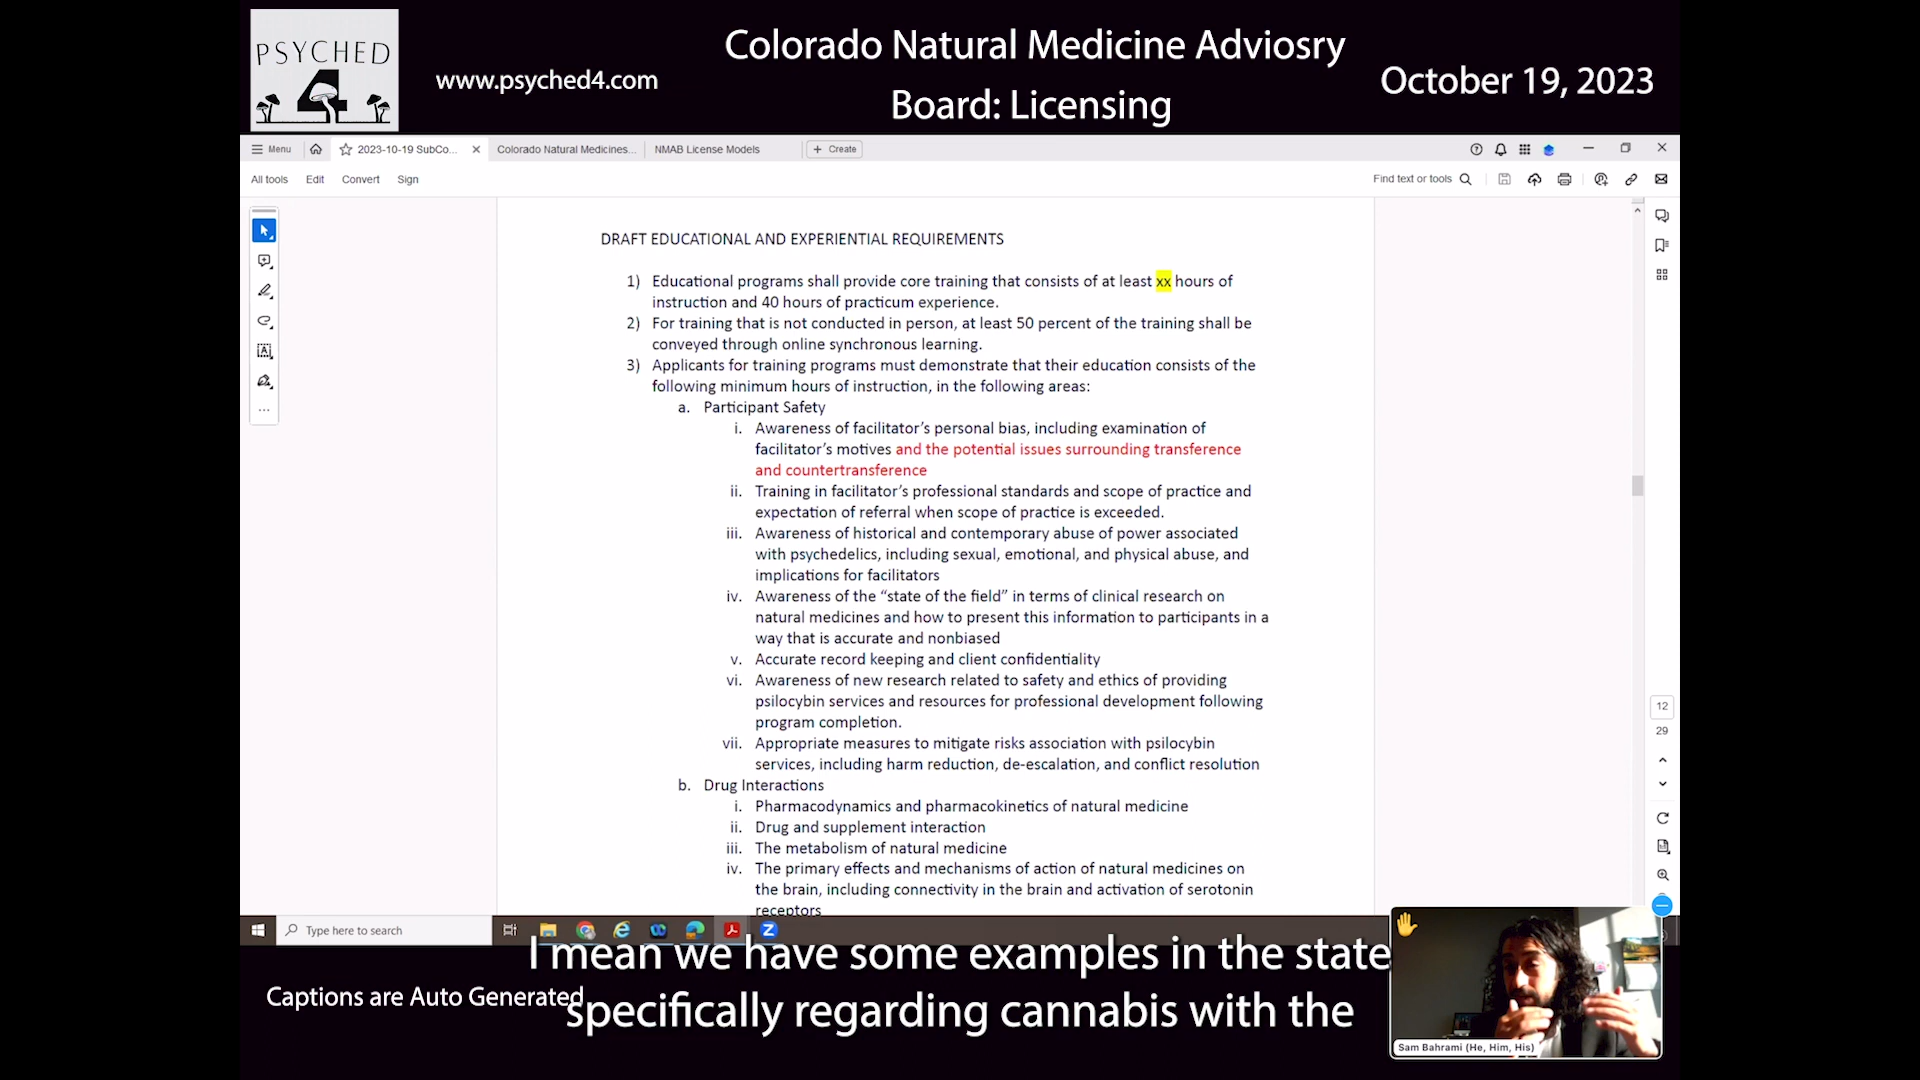 PSYCHED
4
www.psyched4.com
Colorado Natural Medicine Adviosry
Board: Licensing
October 19, 2023
Menu
2023-10-19 SubCo...
Colorado Natural Medicines...
NMAB License Models
+ Create
All tools
Edit
Convert
Sign
Find text or tools
DRAFT EDUCATIONAL AND EXPERIENTIAL REQUIREMENTS
1) Educational programs shall provide core training that consists of at least xx hours of
instruction and 40 hours of practicum experience.
2) For training that is not conducted in person, at least 50 percent of the training shall be
conveyed through online synchronous learning.
3) Applicants for training programs must demonstrate that their education consists of the
following minimum hours of instruction, in the following areas:
a. Participant Safety
i. Awareness of facilitator’s personal bias, including examination of
facilitator’s motives and the potential issues surrounding transference
and countertransference
ii. Training in facilitator’s professional standards and scope of practice and
expectation of referral when scope of practice is exceeded.
iii. Awareness of historical and contemporary abuse of power associated
with psychedelics, including sexual, emotional, and physical abuse, and
implications for facilitators
iv. Awareness of the “state of the field” in terms of clinical research on
natural medicines and how to present this information to participants in a
way that is accurate and nonbiased
v. Accurate record keeping and client confidentiality
vi. Awareness of new research related to safety and ethics of providing
psilocybin services and resources for professional development following
program completion.
vii. Appropriate measures to mitigate risks association with psilocybin
services, including harm reduction, de-escalation, and conflict resolution
b. Drug Interactions
i. Pharmacodynamics and pharmacokinetics of natural medicine
ii. Drug and supplement interaction
iii. The metabolism of natural medicine
iv. The primary effects and mechanisms of action of natural medicines on
the brain, including connectivity in the brain and activation of serotonin
receptors
12
29
Type here to search
I mean we have some examples in the state
specifically regarding cannabis with the
Captions are Auto Generated
Sam Bahrami (He, Him, His)